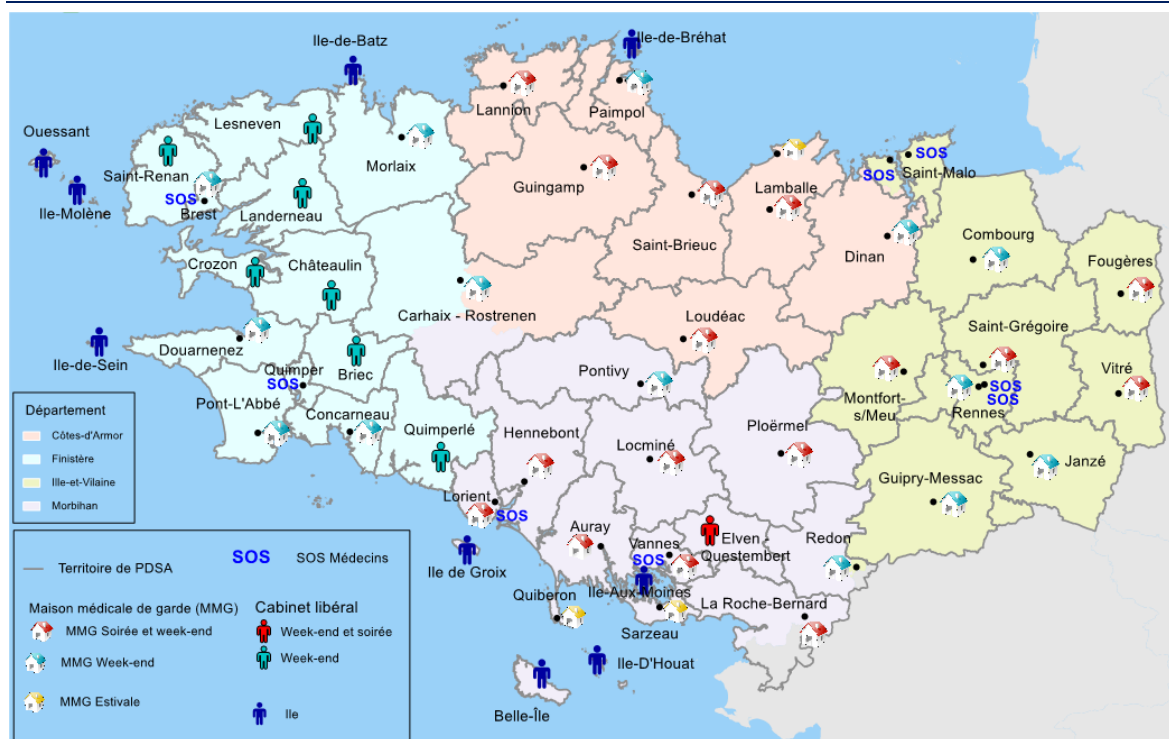 Ile-de-Batz
Ile-de-Bréhat
Ouessant
Lesneven
Lannion
Paimpol
Saint-Renan
Morlaix
SOS
SOS
Saint-Malo
Guingamp
Lamballe
Ile-Molène
SOS
Brest
Landerneau
Combourg
Crozon
Châteaulin
Saint-Brieuc
Dinan
Fougères
Carhaix - Rostrenen
Loudéac
Saint-Grégoire
Ile-de-Sein
Douarnenez
Quimper
Briec
Pontivy
Vitré
SOS
SOS
SOS
Montfort-
s/Meu
Rennes
Pont-L'Abbé
Concarneau
Quimperlé
Hennebont
Ploërmel
Locminé
Janzé
Guipry-Messac
Lorient
SOS
Auray
Vannes
Elven
Questembert
Redon
SOS
Ile de Groix
Ile-Aux-Moines
Quiberon
La Roche-Bernard
Sarzeau
Ile-D'Houat
Belle-Île
Département
Côtes-d'Armor
Finistère
Ille-et-Vilaine
Morbihan
SOS
SOS Médecins
Territoire de PDSA
Maison médicale de garde (MMG)
Cabinet libéral
MMG Soirée et week-end
Week-end et soirée
MMG Week-end
Week-end
MMG Estivale
Ile